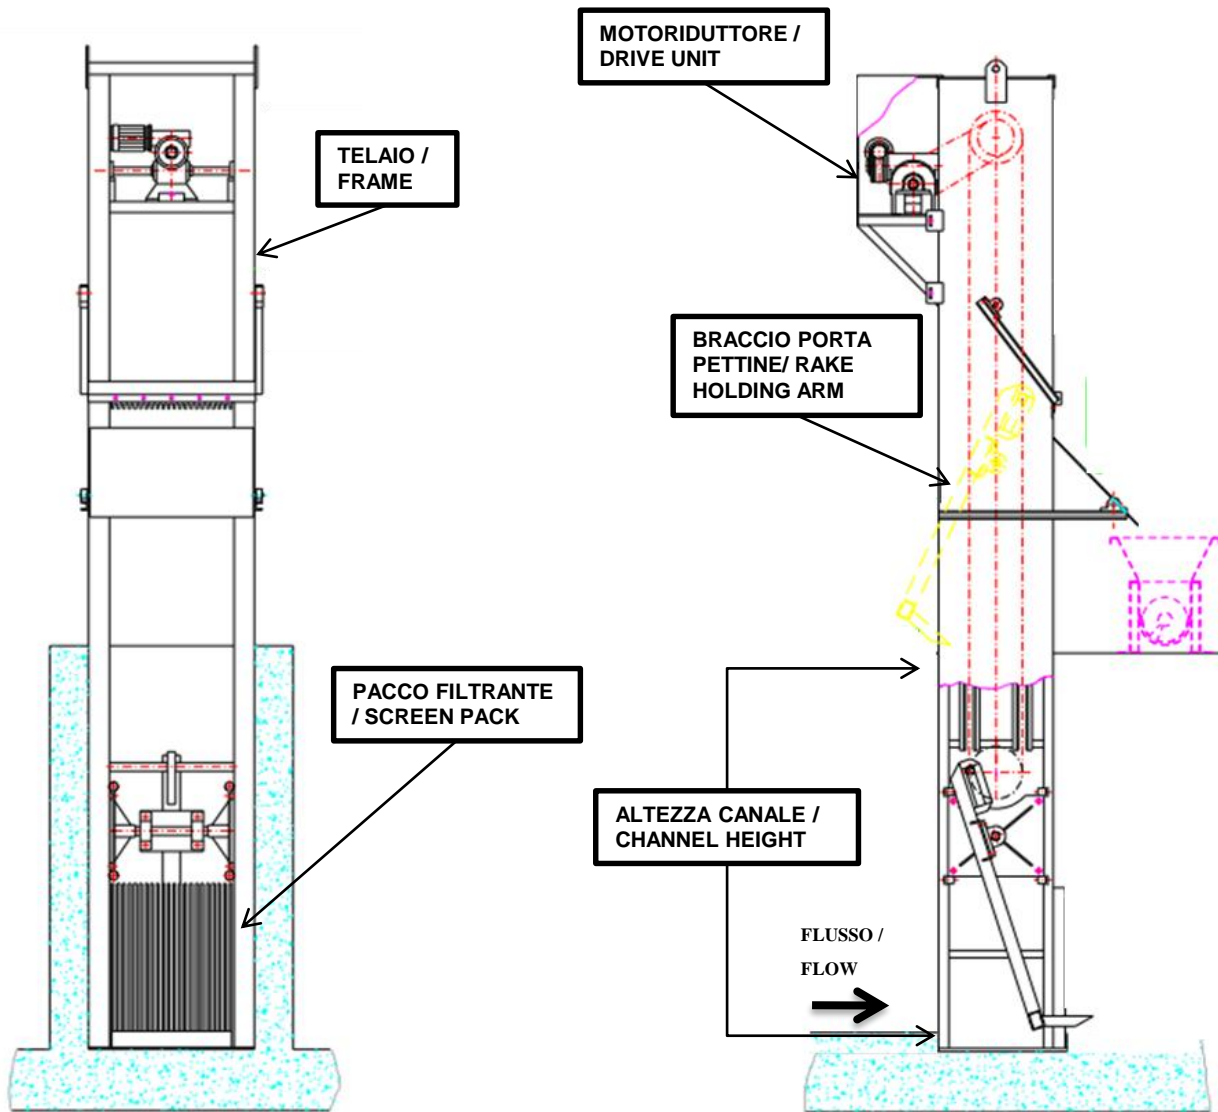 MOTORIDUTTORE /
DRIVE UNIT
TELAIO /
FRAME
BRACCIO PORTA
PETTINE/ RAKE
HOLDING ARM
PACCO FILTRANTE
/ SCREEN PACK
ALTEZZA CANALE /
CHANNEL HEIGHT
FLUSSO /
FLOW